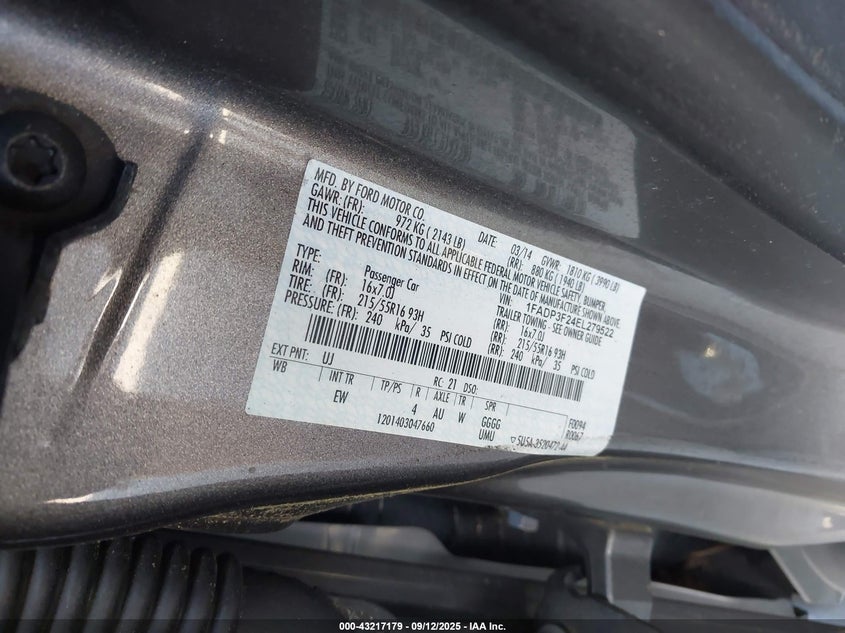 MFD. BY FORD MOTOR CO.
DATE: 03/14 GVWR: 1810 KG ( 3990 LB)
GAWR: (FR): 972 KG ( 2143 LB) (RR): 880 KG ( 1940 LB)
THIS VEHICLE CONFORMS TO ALL APPLICABLE FEDERAL MOTOR VEHICLE SAFETY, BUMPER,
AND THEFT PREVENTION STANDARDS IN EFFECT ON THE DATE OF MANUFACTURE SHOWN ABOVE.
VIN: 1FADP3F24EL279522
TYPE: Passenger Car TRAILER TOWING - SEE OWNER GUIDE
RIM: (FR): 16x7.0J (RR): 16x7.0J
TIRE: (FR): 215/55R16 93H (RR): 215/55R16 93H
PRESSURE: (FR): 240 kPa/ 35 PSI COLD (RR): 240 kPa/ 35 PSI COLD
EXT PNT: UJ RC: 21 DSO:
WB INT TR TP/PS R AXLE TR SPR
EW 4 AU W GGGG F0094
1201403047660 UMU R0067
000-43217179 - 09/12/2025 - IAA Inc.